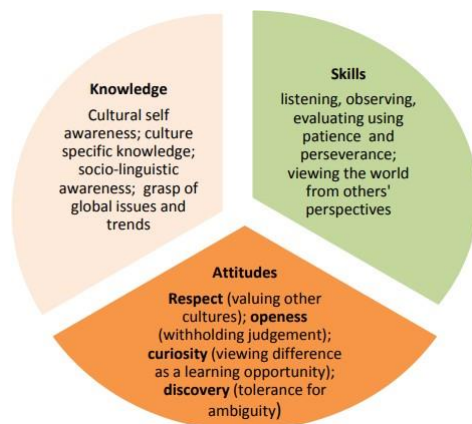 Knowledge
Cultural self
awareness; culture
specific knowledge;
socio-linguistic
awareness; grasp of
global issues and
trends
Skills
listening, observing,
evaluating using
patience and
perseverance;
viewing the world
from others'
perspectives
Attitudes
Respect (valuing other
cultures); openess
(withholding judgement);
curiosity (viewing difference
as a learning opportunity);
discovery (tolerance for
ambiguity)